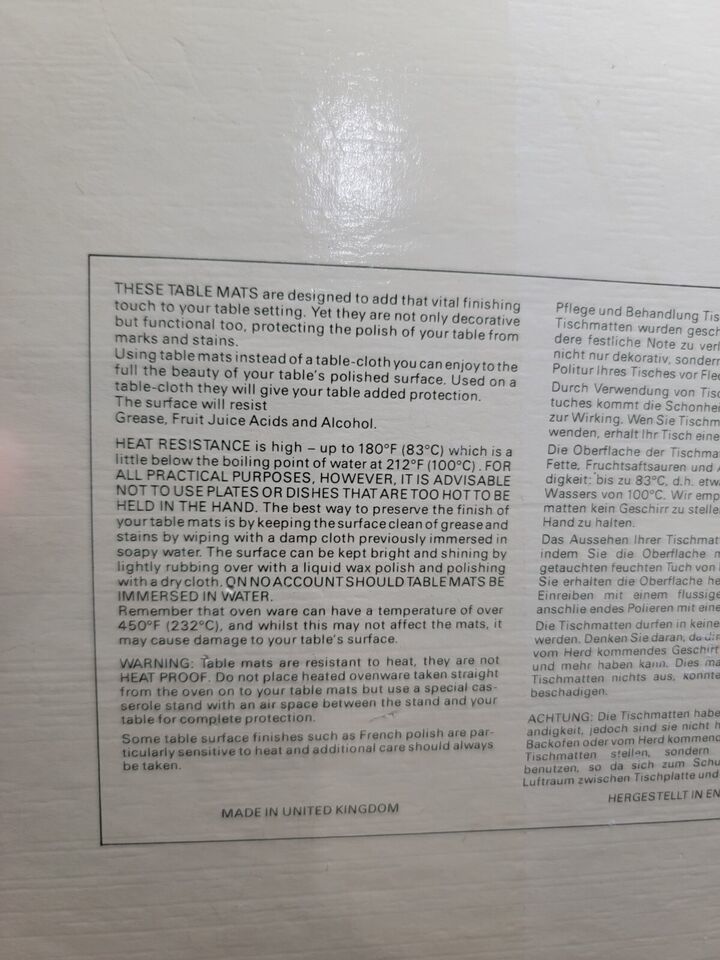 THESE TABLE MATS are designed to add that vital finishing
touch to your table setting. Yet they are not only decorative
but functional too, protecting the polish of your table from
marks and stains.
Using table mats instead of a table-cloth you can enjoy to the
full the beauty of your table's polished surface. Used on a
table-cloth they will give your table added protection.
The surface will resist
Grease, Fruit Juice Acids and Alcohol.
HEAT RESISTANCE is high – up to 180°F (83°C) which is a
little below the boiling point of water at 212°F (100°C). FOR
ALL PRACTICAL PURPOSES, HOWEVER, IT IS ADVISABLE
NOT TO USE PLATES OR DISHES THAT ARE TOO HOT TO BE
HELD IN THE HAND. The best way to preserve the finish of
your table mats is by keeping the surface clean of grease and
stains by wiping with a damp cloth previously immersed in
soapy water. The surface can be kept bright and shining by
lightly rubbing over with a liquid wax polish and polishing
with a dry cloth. ON NO ACCOUNT SHOULD TABLE MATS BE
IMMERSED IN WATER.
Remember that oven ware can have a temperature of over
450°F (232°C), and whilst this may not affect the mats, it
may cause damage to your table's surface.
WARNING: Table mats are resistant to heat, they are not
HEAT PROOF. Do not place heated ovenware taken straight
from the oven on to your table mats but use a special cas-
serole stand with an air space between the stand and your
table for complete protection.
Some table surface finishes such as French polish are par-
ticularly sensitive to heat and additional care should always
be taken.
MADE IN UNITED KINGDOM
Pflege und Behandlung
Tischmatten wurden
dere festliche Note zu
nicht nur dekorativ,
Politur Ihres Tisches vor
Durch Verwendung von
tuches kommt die
zur Wirking. Wen Sie
wenden, erhalt Ihr Tisch
Die Oberflache der
Fette, Fruchtsaftsauren und
digkeit: bis zu 83°C, d.h.
Wassers von 100°C. Wir
matten kein Geschirr zu
Hand zu halten.
Das Aussehen Ihrer
indem Sie die Oberflache
getauchten feuchten Tuch von
Sie erhalten die Oberflache
Einreiben mit einem
anschlie endes Polieren mit
Die Tischmatten durfen in
werden. Denken Sie daran,
vom Herd kommendes
und mehr haben kann. Dies
Tischmatten nichts aus,
beschadigen.
ACHTUNG: Die Tischmatten
andigkeit, jedoch sind sie nicht
Backofen oder vom Herd
Tischmatten stellen, sondern
benutzen, so da sich zum
Luftraum zwischen Tischplatte und
HERGESTELLT IN